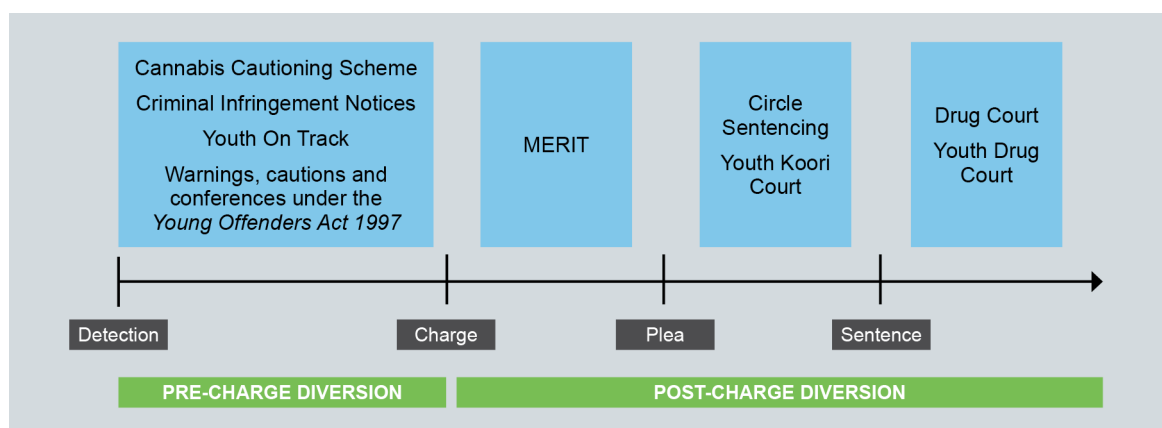 Cannabis Cautioning Scheme
Criminal Infringement Notices
Youth On Track
Warnings, cautions and
conferences under the
Young Offenders Act 1997
MERIT
Circle
Sentencing
Youth Koori
Court
Drug Court
Youth Drug
Court
Detection
Charge
Plea
Sentence
PRE-CHARGE DIVERSION
POST-CHARGE DIVERSION